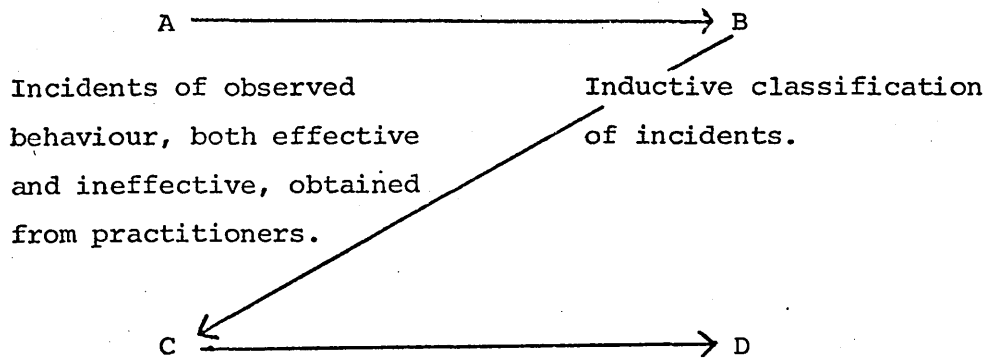 A B
Incidents of observed
behaviour, both effective
and ineffective, obtained
from practitioners.
Inductive classification
of incidents.
C D